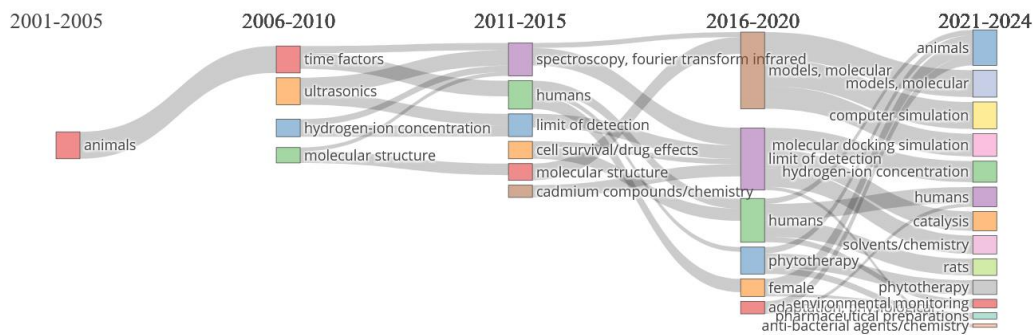 2001-2005
2006-2010
2011-2015
2016-2020
2021-2024
animals
time factors
ultrasonics
hydrogen-ion concentration
molecular structure
spectroscopy, fourier transform infrared
humans
limit of detection
cell survival/drug effects
molecular structure
cadmium compounds/chemistry
models, molecular
limit of detection
humans
phytotherapy
female
adaptation, physiological
animals
models, molecular
computer simulation
molecular docking simulation
hydrogen-ion concentration
humans
catalysis
solvents/chemistry
rats
phytotherapy
environmental monitoring
pharmaceutical preparations
anti-bacterial agents/chemistry